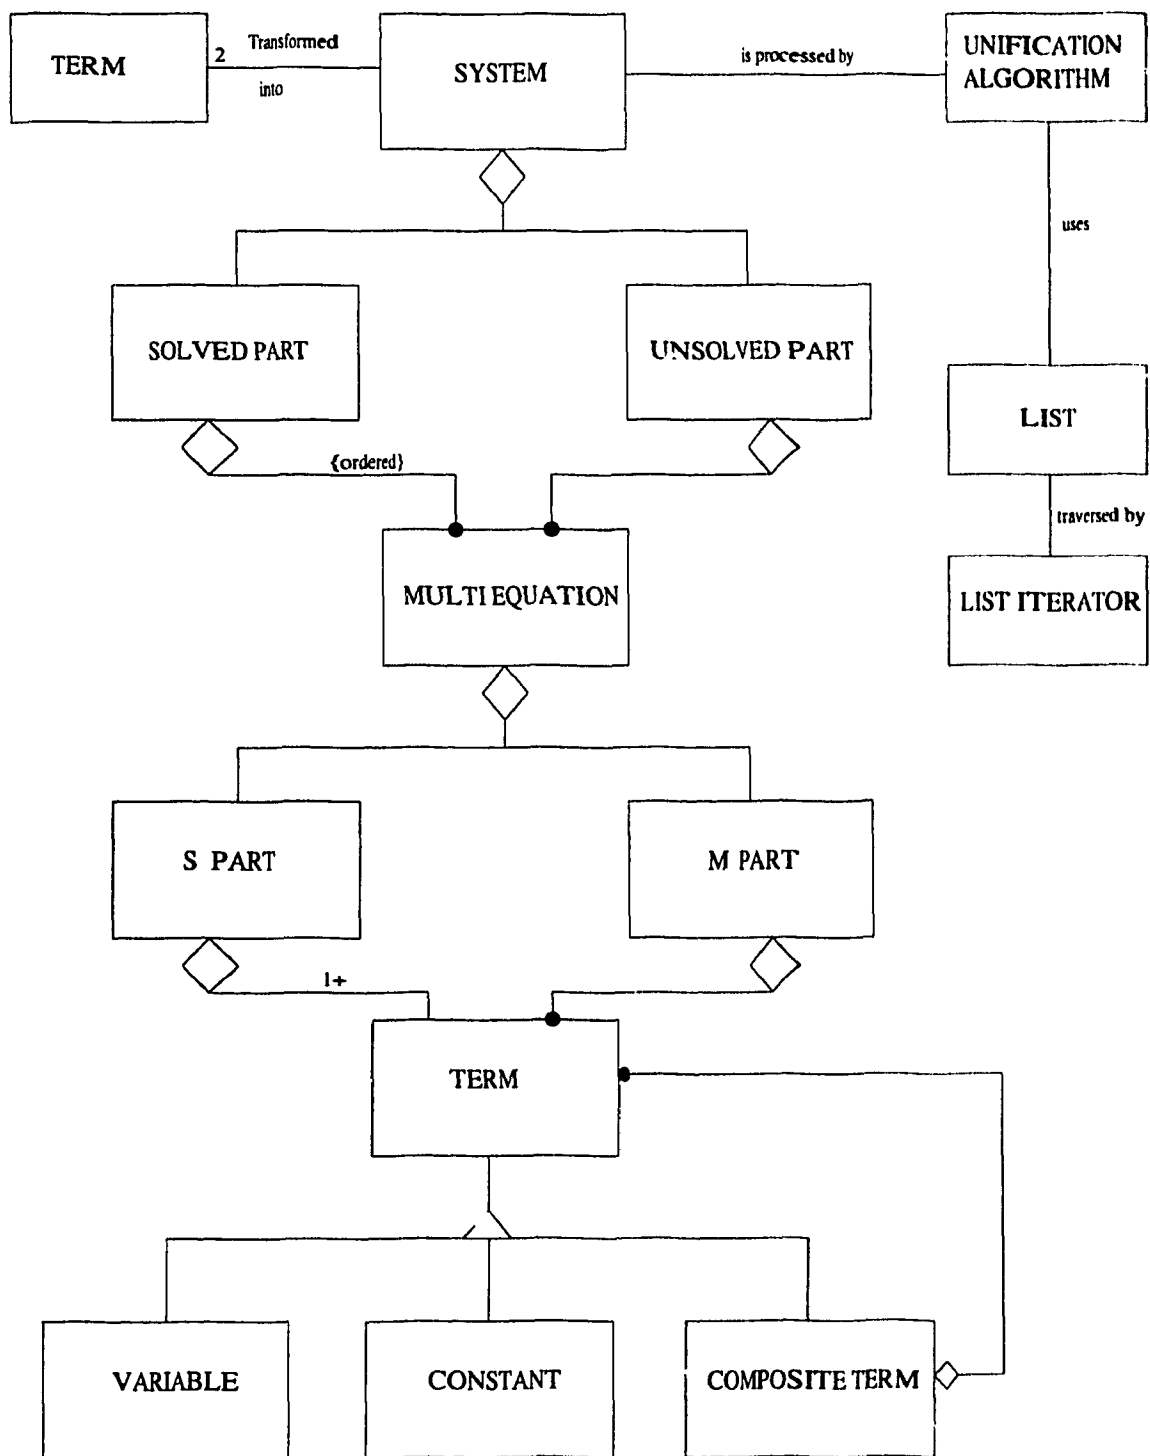 TERM
2
Transformed
into
SYSTEM
is processed by
UNIFICATION
ALGORITHM
uses
SOLVED PART
UNSOLVED PART
LIST
{ordered}
traversed by
MULTI EQUATION
LIST ITERATOR
S PART
M PART
1+
TERM
VARIABLE
CONSTANT
COMPOSITE TERM